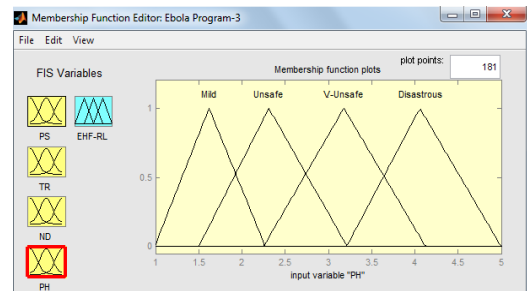 Membership Function Editor: Ebola Program-3
File Edit View
FIS Variables
Membership function plots
plot points:
181
PS
EHF-RL
TR
ND
PH
Mild
Unsafe
V-Unsafe
Disastrous
1
0.5
0
1 1.5 2 2.5 3 3.5 4 4.5 5
input variable "PH"